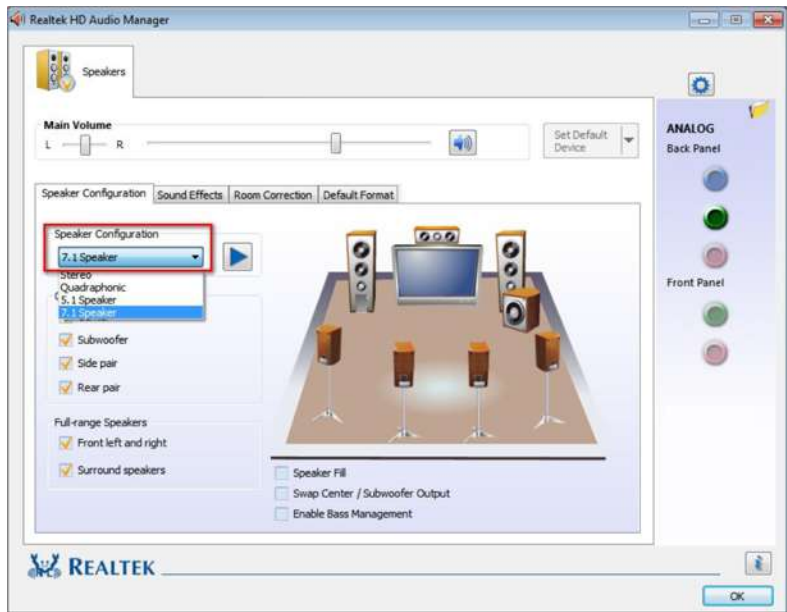 Realtek HD Audio Manager
Speakers
Main Volume
L R
Set Default
Device
Speaker Configuration Sound Effects Room Correction Default Format
Speaker Configuration
7.1 Speaker
Stereo
Quadraphonic
5.1 Speaker
7.1 Speaker
Subwoofer
Side pair
Rear pair
Full-range Speakers
Front left and right
Surround speakers
Speaker Fill
Swap Center / Subwoofer Output
Enable Bass Management
ANALOG
Back Panel
Front Panel
REALTEK
OK